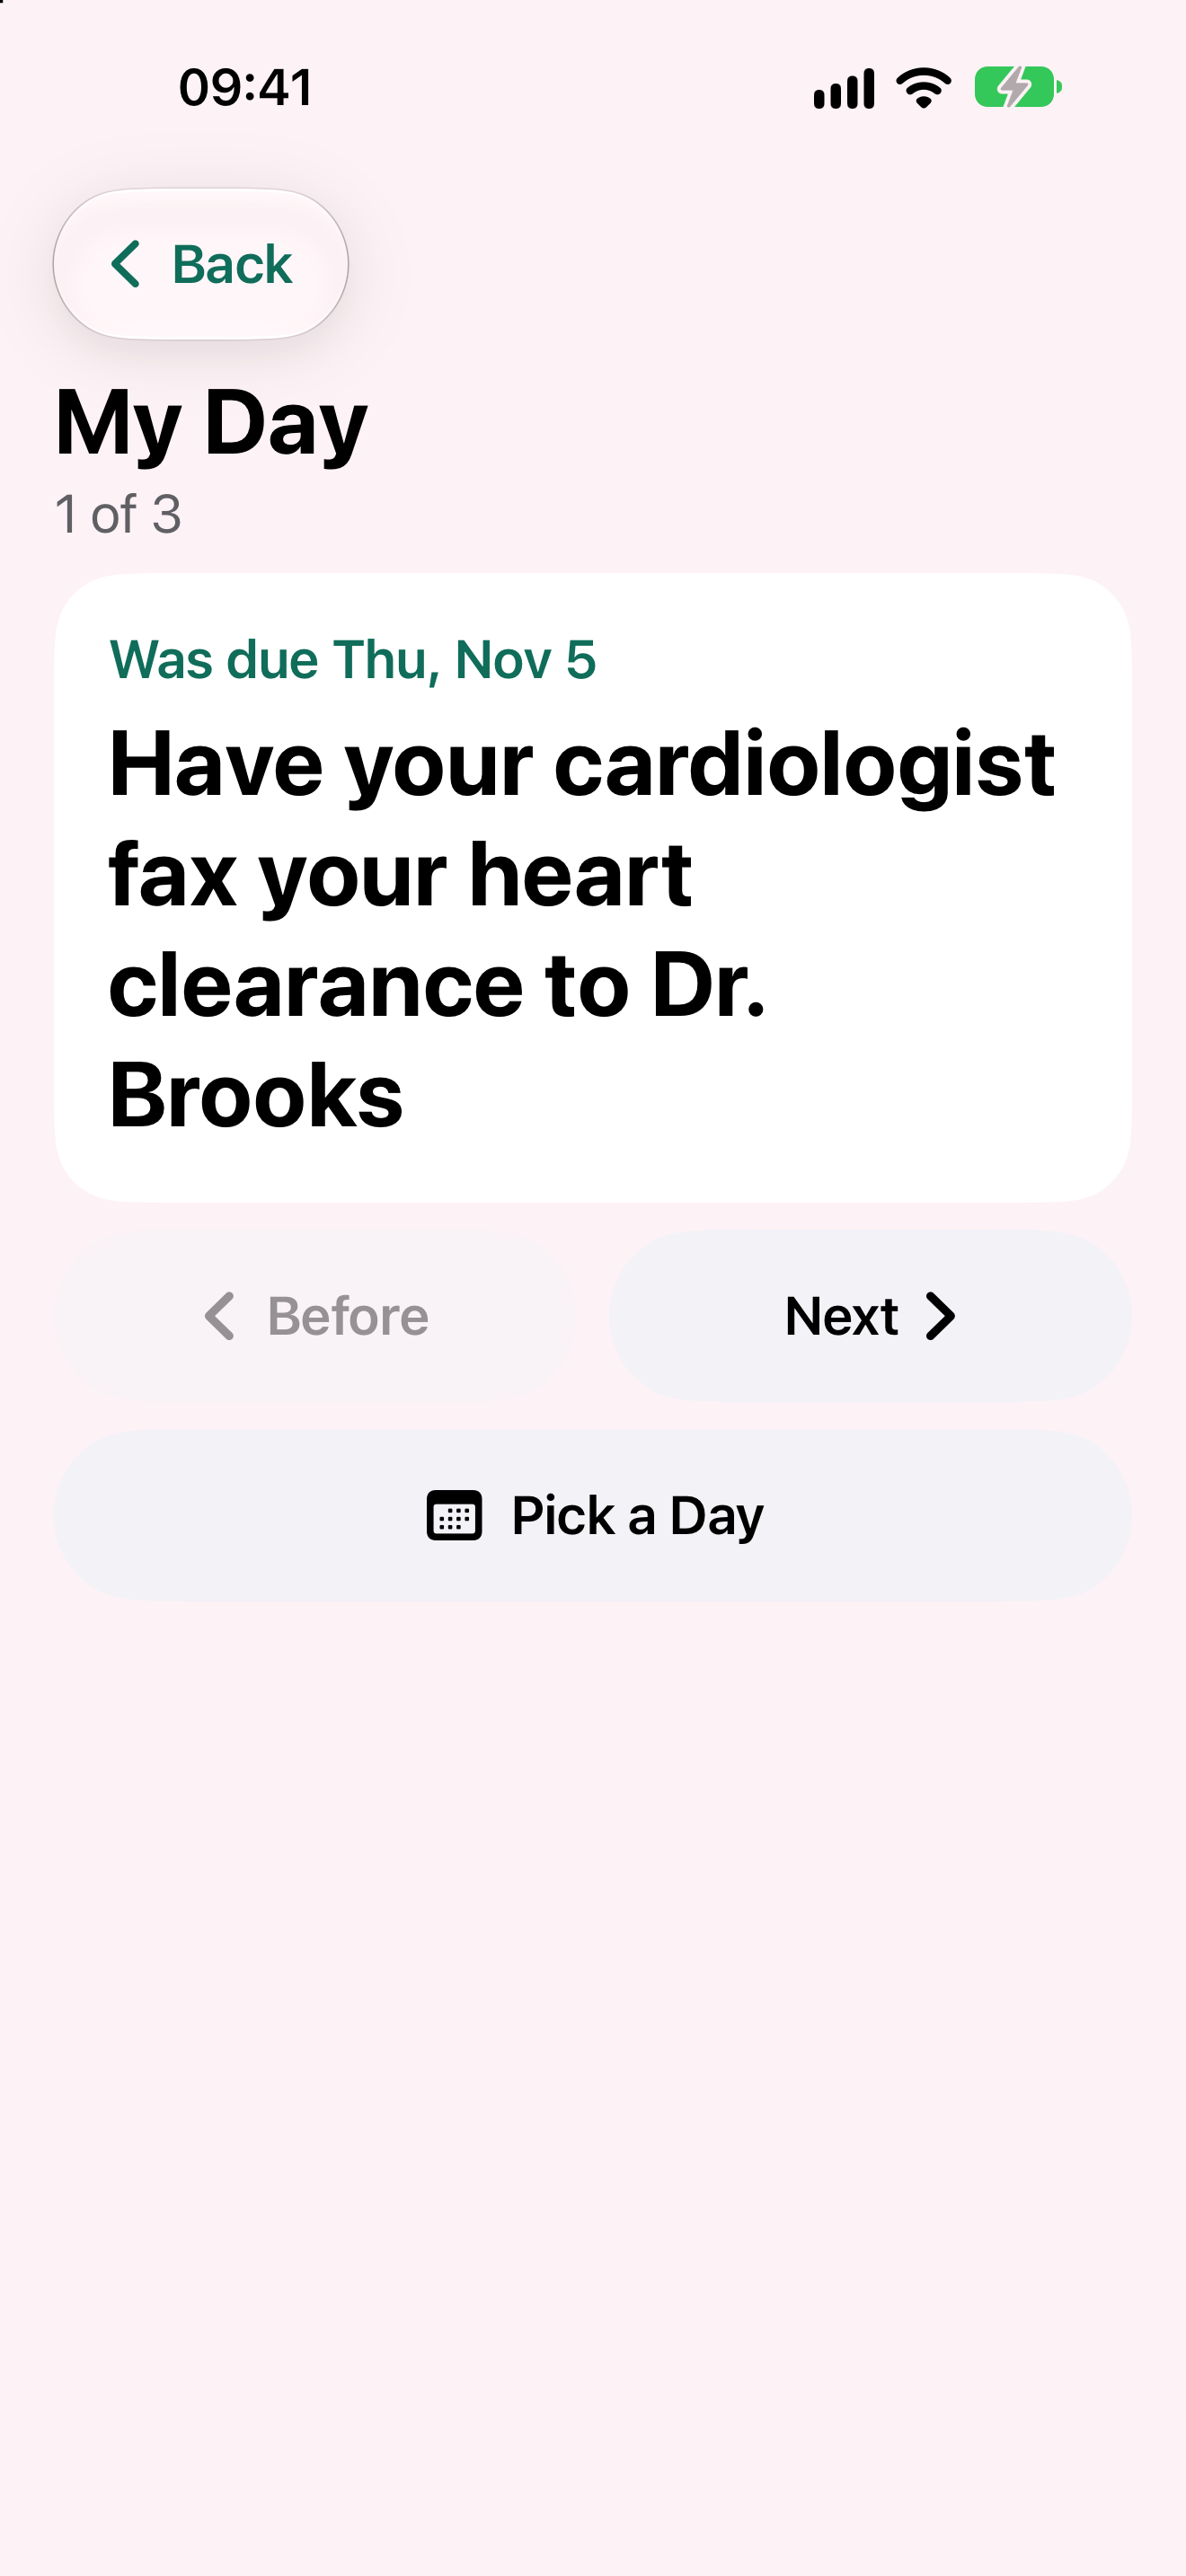 09:41
Back
My Day
1 of 3
Was due Thu, Nov 5
Have your cardiologist
fax your heart
clearance to Dr.
Brooks
Before
Next
Pick a Day